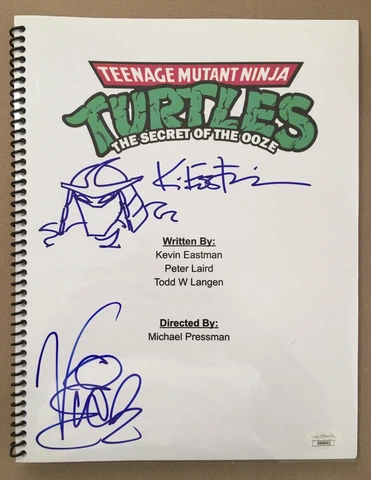 TEENAGE MUTANT NINJA
TURTLES
THE SECRET OF THE OOZE
Written By:
Kevin Eastman
Peter Laird
Todd W Langen
Directed By:
Michael Pressman